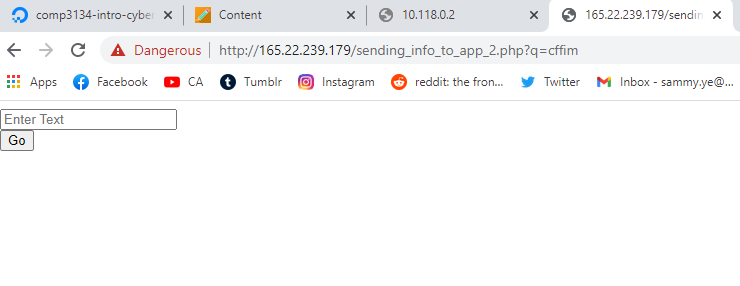 comp3134-intro-cyber
Content
10.118.0.2
165.22.239.179/sending
Dangerous
http://165.22.239.179/sending_info_to_app_2.php?q=cffim
Apps
Facebook
CA
Tumblr
Instagram
reddit: the fron...
Twitter
Inbox - sammy.ye@...
Enter Text
Go